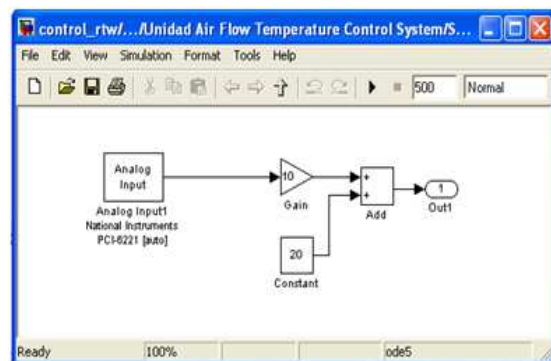 control_rtw/.../Unidad Air Flow Temperature Control System/S...
File Edit View Simulation Format Tools Help
500 Normal
Analog
Input
Analog Input1
National Instruments
PCI-6221 [auto]
10
Gain
20
Constant
+
+
Add
1
Out1
Ready 100% ode5